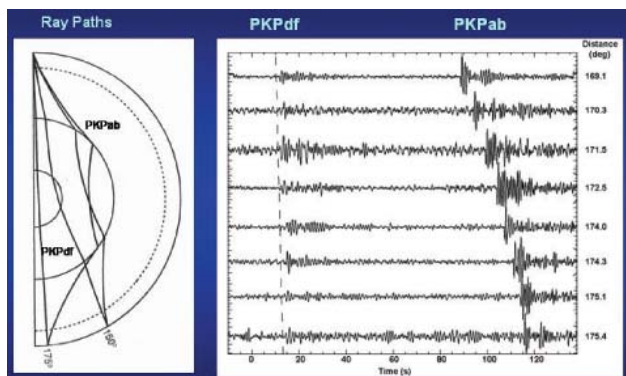 Ray Paths
PKPab
PKPdf
150°
175°
PKPdf PKPab
Distance
(deg)
169.1
170.3
171.5
172.5
174.0
174.3
175.1
175.4
0 20 40 60 80 100 120
Time (s)